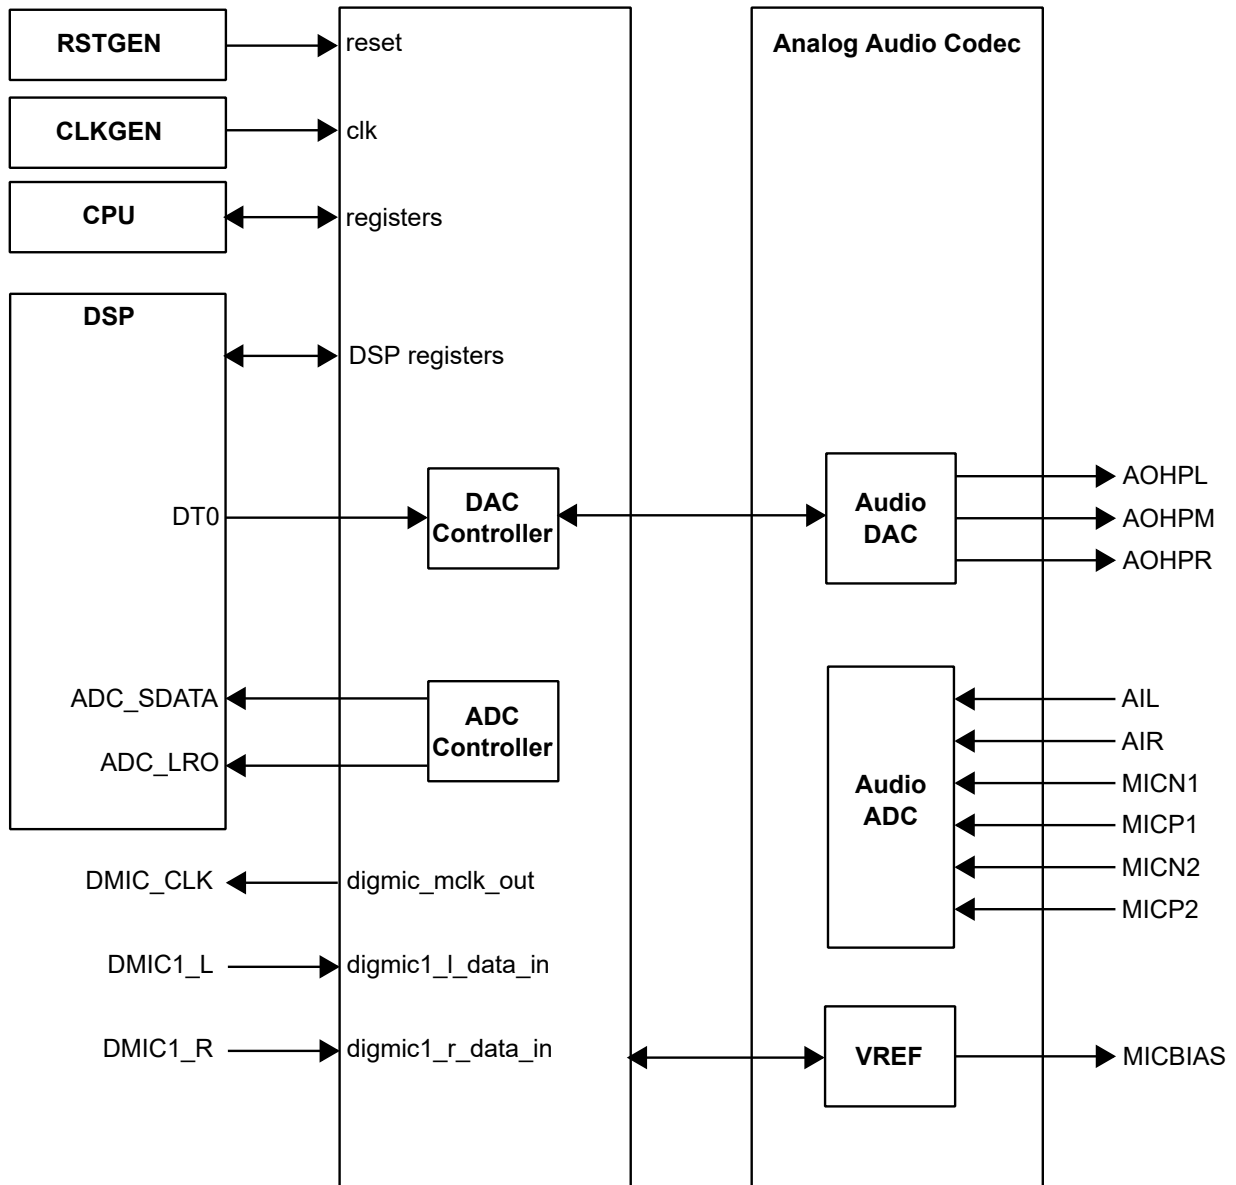 RSTGEN
reset
Analog Audio Codec
CLKGEN
clk
CPU
registers
DSP
DSP registers
DT0
DAC
Controller
Audio
DAC
AOHPL
AOHPM
AOHPR
ADC_SDATA
ADC_LRO
ADC
Controller
Audio
ADC
AIL
AIR
MICN1
MICP1
MICN2
MICP2
DMIC_CLK
digmic_mclk_out
DMIC1_L
digmic1_l_data_in
DMIC1_R
digmic1_r_data_in
VREF
MICBIAS